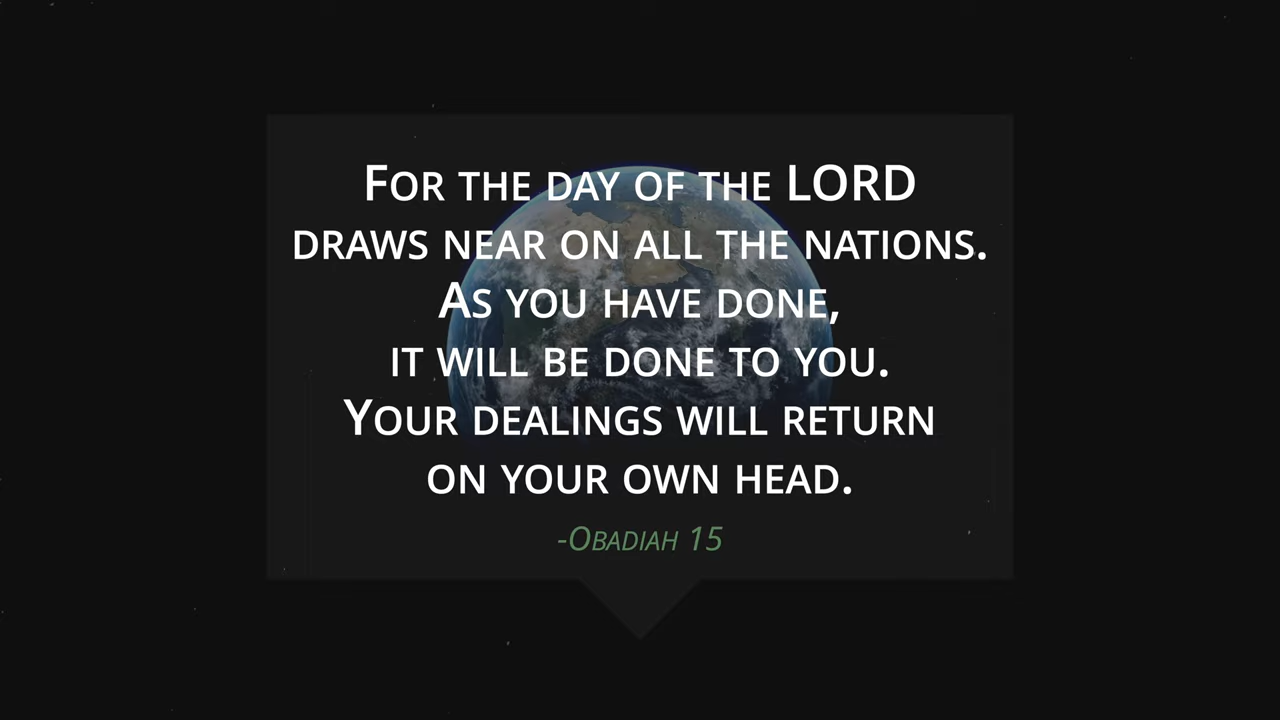 For the day of the LORD
draws near on all the nations.
As you have done,
it will be done to you.
Your dealings will return
on your own head.
-Obadiah 15